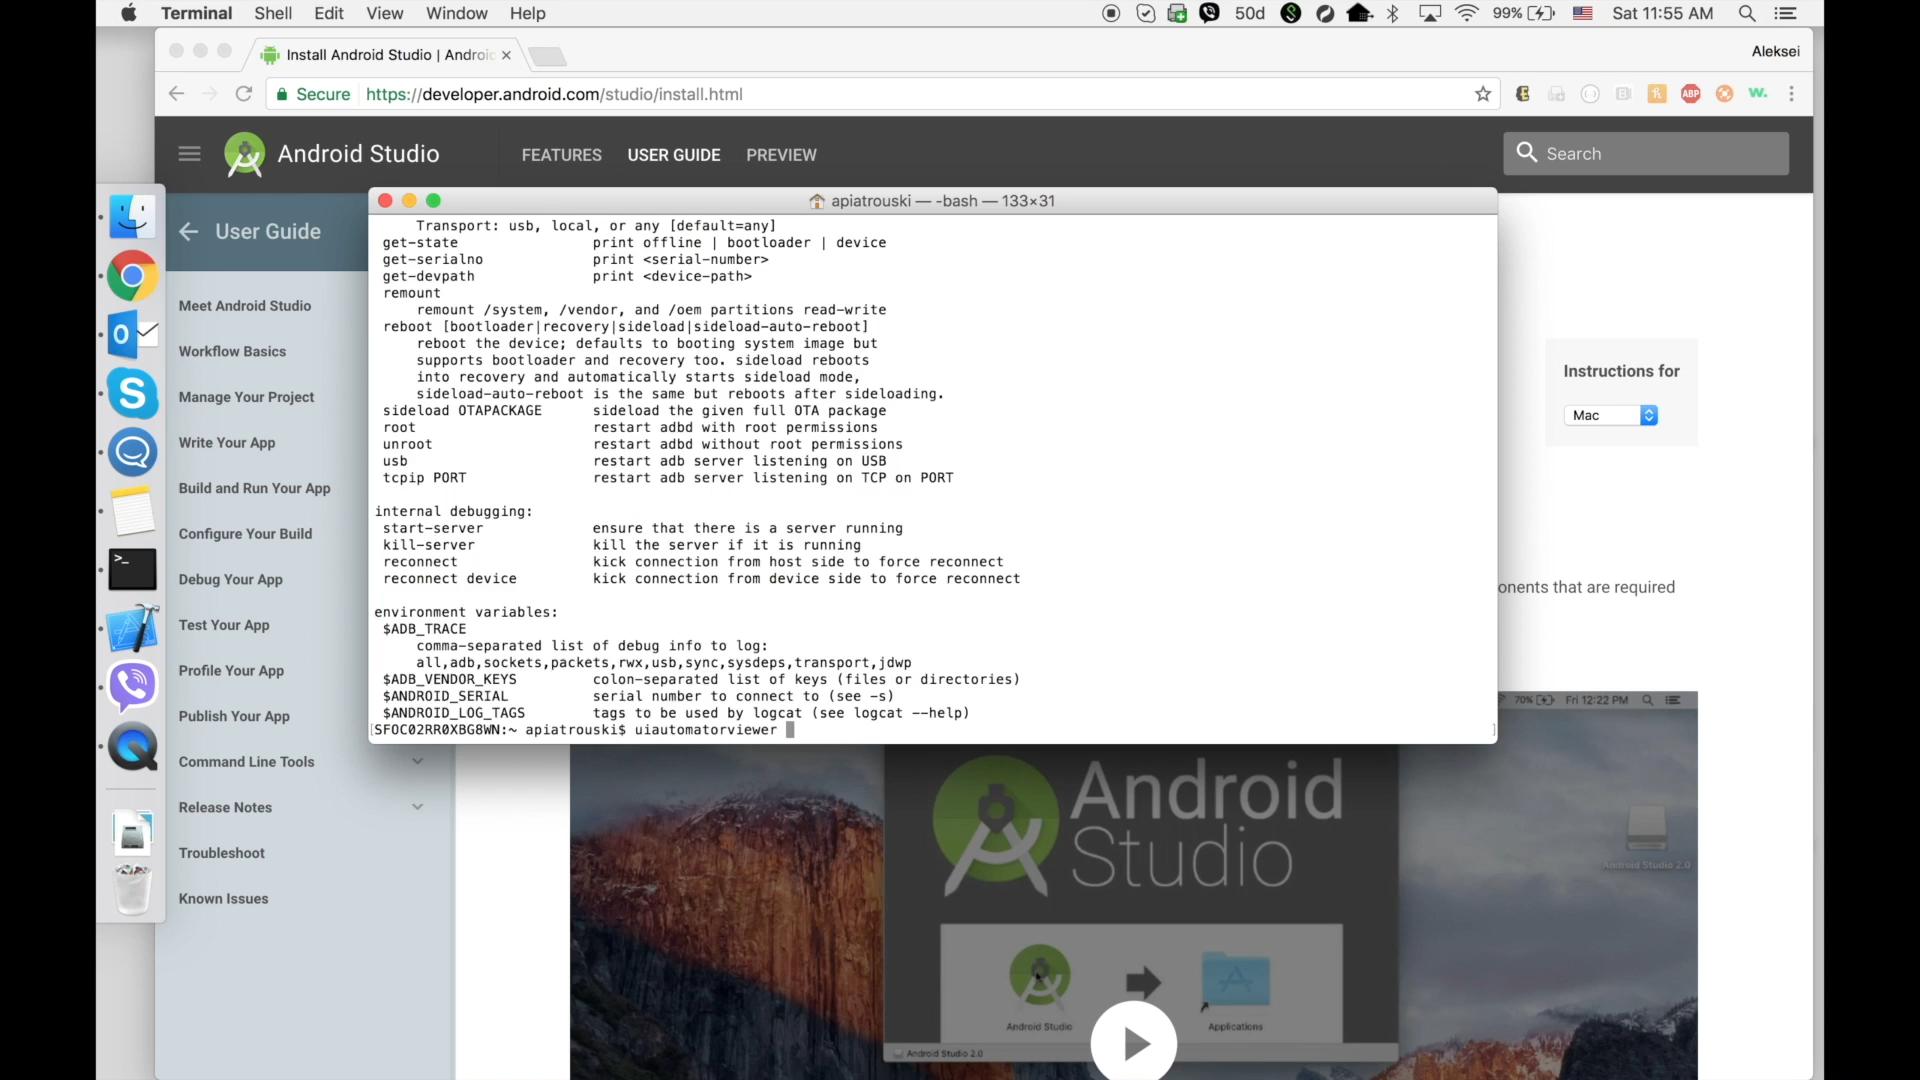 Terminal Shell Edit View Window Help 50d 99% Sat 11:55 AM
Install Android Studio | Androi Aleksei
Secure https://developer.android.com/studio/install.html ABP w.
Android Studio FEATURES USER GUIDE PREVIEW Search
apiatrouski — -bash — 133×31
User Guide
Meet Android Studio
Workflow Basics
Manage Your Project
Write Your App
Build and Run Your App
Configure Your Build
Debug Your App
Test Your App
Profile Your App
Publish Your App
Command Line Tools
Release Notes
Troubleshoot
Known Issues
Transport: usb, local, or any [default=any]
get-state print offline | bootloader | device
get-serialno print <serial-number>
get-devpath print <device-path>
remount
remount /system, /vendor, and /oem partitions read-write
reboot [bootloader|recovery|sideload|sideload-auto-reboot]
reboot the device; defaults to booting system image but
supports bootloader and recovery too. sideload reboots
into recovery and automatically starts sideload mode,
sideload-auto-reboot is the same but reboots after sideloading.
sideload OTAPACKAGE sideload the given full OTA package
root restart adbd with root permissions
unroot restart adbd without root permissions
usb restart adb server listening on USB
tcpip PORT restart adb server listening on TCP on PORT
internal debugging:
start-server ensure that there is a server running
kill-server kill the server if it is running
reconnect kick connection from host side to force reconnect
reconnect device kick connection from device side to force reconnect
environment variables:
$ADB_TRACE
comma-separated list of debug info to log:
all,adb,sockets,packets,rwx,usb,sync,sysdeps,transport,jdwp
$ADB_VENDOR_KEYS colon-separated list of keys (files or directories)
$ANDROID_SERIAL serial number to connect to (see -s)
$ANDROID_LOG_TAGS tags to be used by logcat (see logcat --help)
[SFOC02RR0XBG8WN:~ apiatrouski$ uiautomatorviewer ]
Instructions for
Mac
onents that are required
70% Fri 12:22 PM
Android
Studio
Android Studio 2.0
Android Studio Applications
Android Studio 2.0